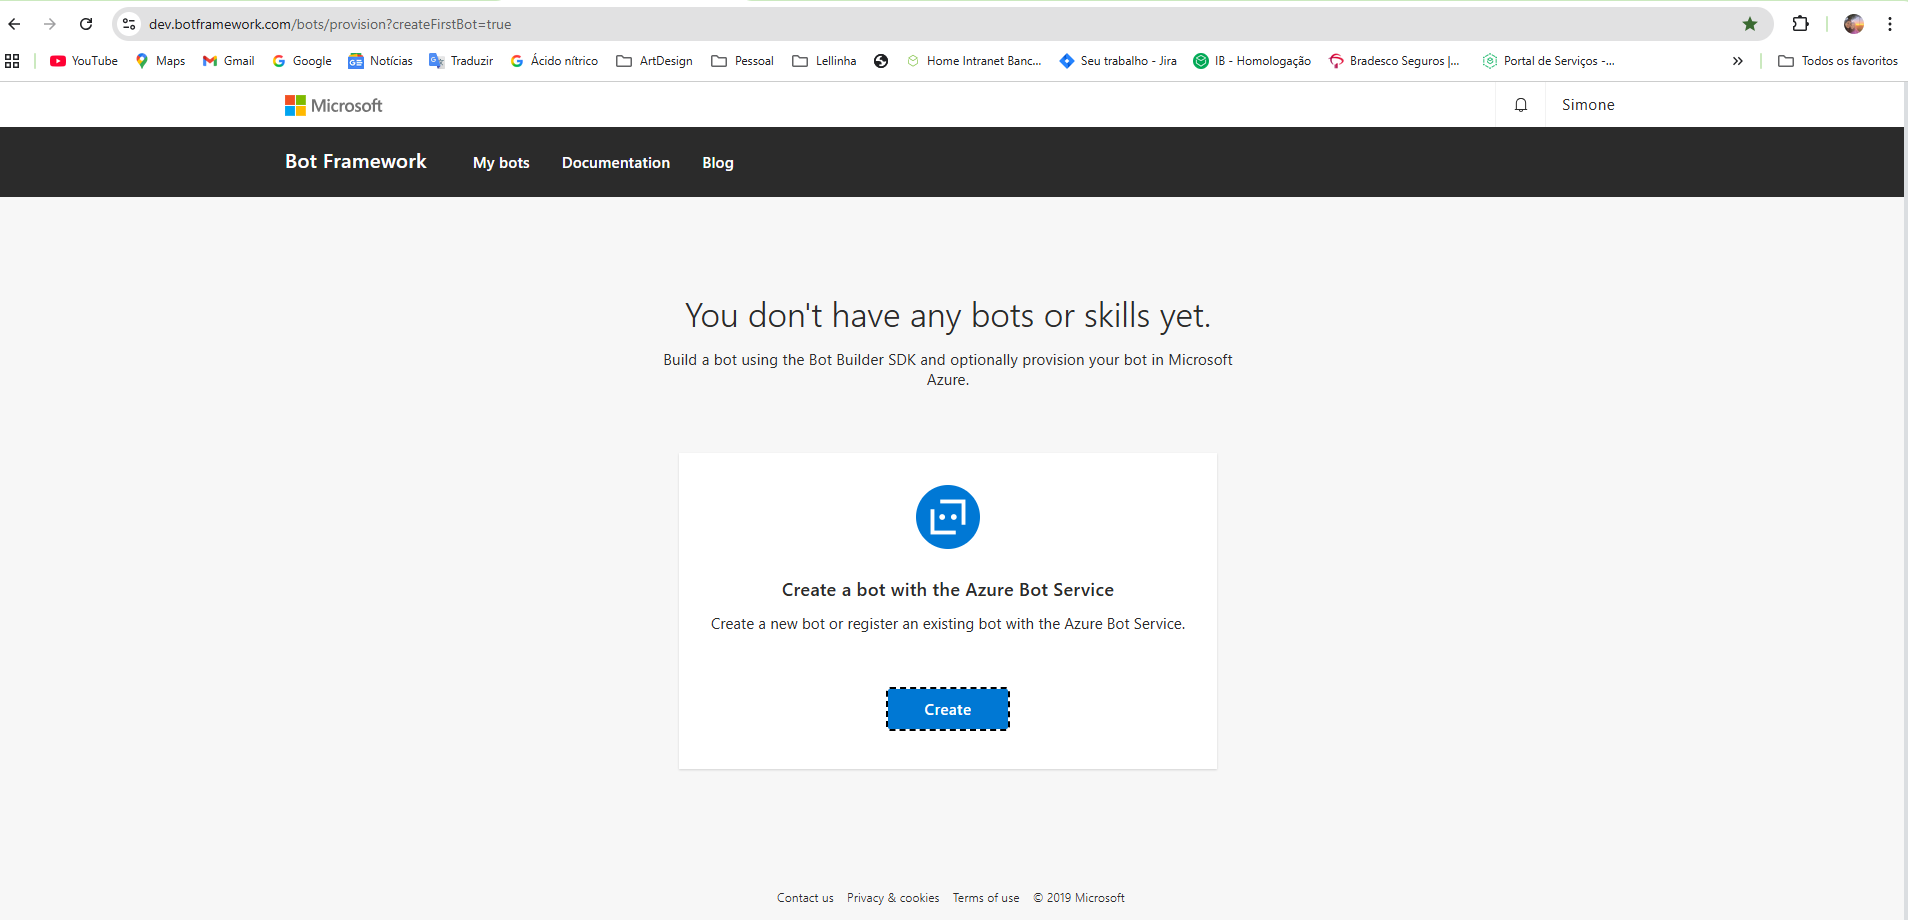 dev.botframework.com/bots/provision?createFirstBot=true
YouTube Maps Gmail Google Notícias Traduzir Ácido nítrico ArtDesign Pessoal Lellinha Home Intranet Banc... Seu trabalho - Jira IB - Homologação Bradesco Seguros |... Portal de Serviços -... » Todos os favoritos
Microsoft Simone
Bot Framework My bots Documentation Blog
You don't have any bots or skills yet.
Build a bot using the Bot Builder SDK and optionally provision your bot in Microsoft
Azure.
Create a bot with the Azure Bot Service
Create a new bot or register an existing bot with the Azure Bot Service.
Create
Contact us Privacy & cookies Terms of use © 2019 Microsoft